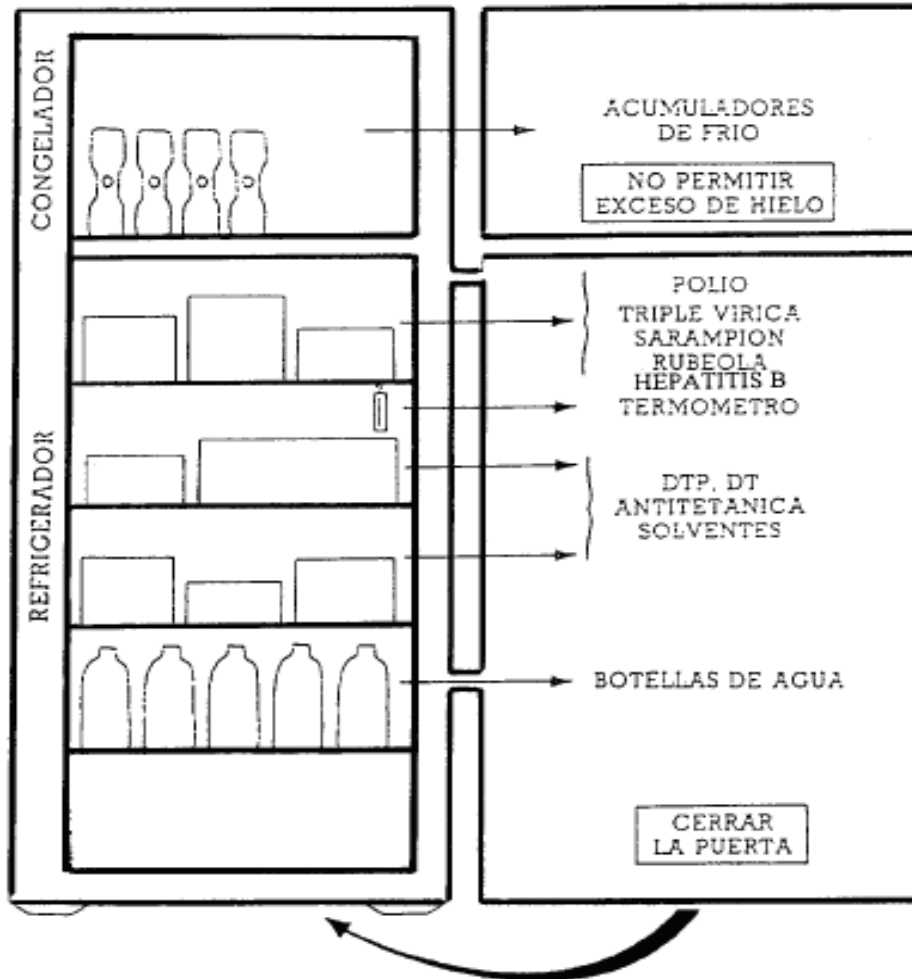 CONGELADOR
ACUMULADORES
DE FRIO
NO PERMITIR
EXCESO DE HIELO
REFRIGERADOR
POLIO
TRIPLE VIRICA
SARAMPION
RUBEOLA
HEPATITIS B
TERMOMETRO
DTP, DT
ANTITETANICA
SOLVENTES
BOTELLAS DE AGUA
CERRAR
LA PUERTA